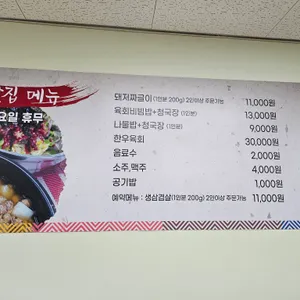 집 메뉴
요일 휴무
돼지짜글이 (1인분 200g) 2인이상 주문가능 11,000원
육회비빔밥+청국장 (1인분) 13,000원
나물밥+청국장 (1인분) 9,000원
한우육회 30,000원
음료수 2,000원
소주,맥주 4,000원
공기밥 1,000원
예약메뉴 : 생삼겹살(1인분 200g) 2인이상 주문가능 11,000원